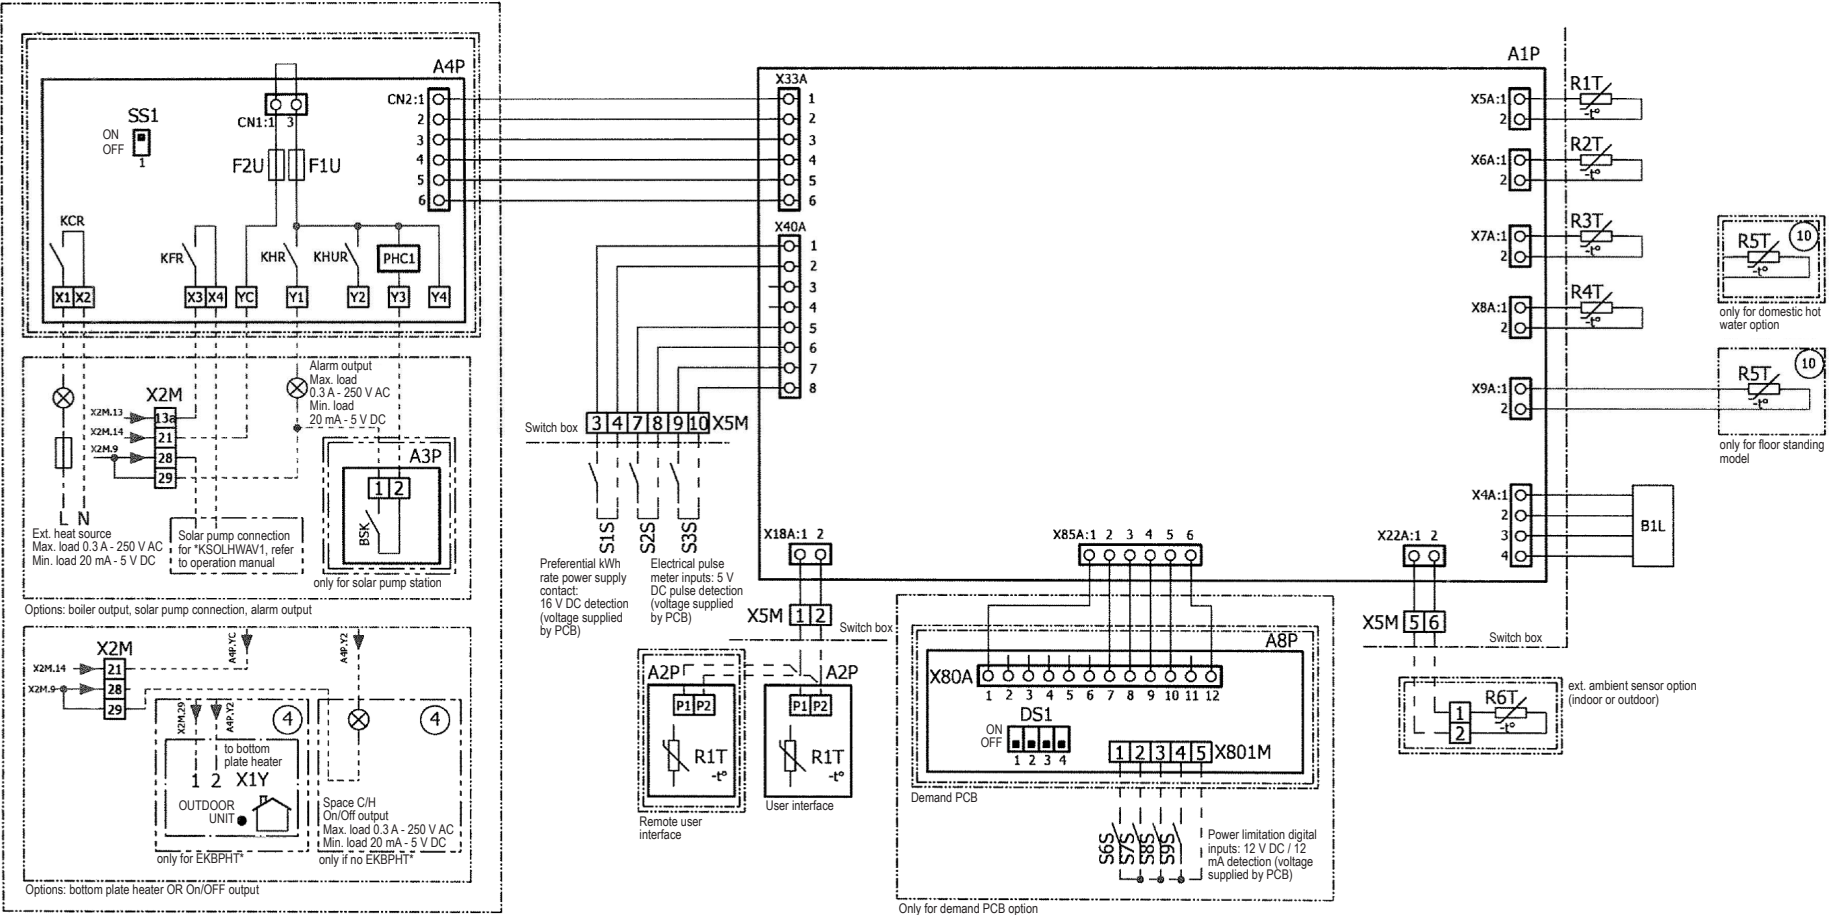 A4P
SS1
ON
OFF
1
CN1:1 3
F2U F1U
CN2:1
2
3
4
5
6
KCR
KFR
KHR
KHUR
PHC1
X1 X2
X3 X4
YC
Y1
Y2
Y3
Y4
X2M
X2M.13
13a
X2M.14
21
X2M.9
28
29
Alarm output
Max. load
0.3 A - 250 V AC
Min. load
20 mA - 5 V DC
A3P
1 2
BSK
only for solar pump station
L N
Ext. heat source
Max. load 0.3 A - 250 V AC
Min. load 20 mA - 5 V DC
Solar pump connection
for *KSOLHWAV1, refer
to operation manual
Options: boiler output, solar pump connection, alarm output
X2M
X2M.14
21
X2M.9
28
29
A4P.YC
A4P.Y2
X2M.29
A4P.Y2
4
to bottom
plate heater
1 2 X1Y
OUTDOOR
UNIT
only for EKBPHT*
4
Space C/H
On/Off output
Max. load 0.3 A - 250 V AC
Min. load 20 mA - 5 V DC
only if no EKBPHT*
Options: bottom plate heater OR On/OFF output
A1P
X33A
1
2
3
4
5
6
X40A
1
2
3
4
5
6
7
8
Switch box
3 4 7 8 9 10 X5M
S1S
S2S
S3S
Preferential kWh
rate power supply
contact:
16 V DC detection
(voltage supplied
by PCB)
Electrical pulse
meter inputs: 5 V
DC pulse detection
(voltage supplied
by PCB)
X18A:1 2
X5M 1 2
Switch box
A2P
P1 P2
R1T
-t°
Remote user
interface
A2P
P1 P2
R1T
-t°
User interface
X85A:1 2 3 4 5 6
A8P
X80A
1 2 3 4 5 6 7 8 9 10 11 12
DS1
ON
OFF
1 2 3 4
1 2 3 4 5 X801M
Demand PCB
S6S
S7S
S8S
S9S
Power limitation digital
inputs: 12 V DC / 12
mA detection (voltage
supplied by PCB)
Only for demand PCB option
X22A:1 2
X5M 5 6
Switch box
ext. ambient sensor option
(indoor or outdoor)
1
2
R6T
-t°
X5A:1
2
R1T
-t°
X6A:1
2
R2T
-t°
X7A:1
2
R3T
-t°
X8A:1
2
R4T
-t°
X9A:1
2
R5T
-t°
10
only for domestic hot
water option
R5T
-t°
10
only for floor standing
model
X4A:1
2
3
4
B1L